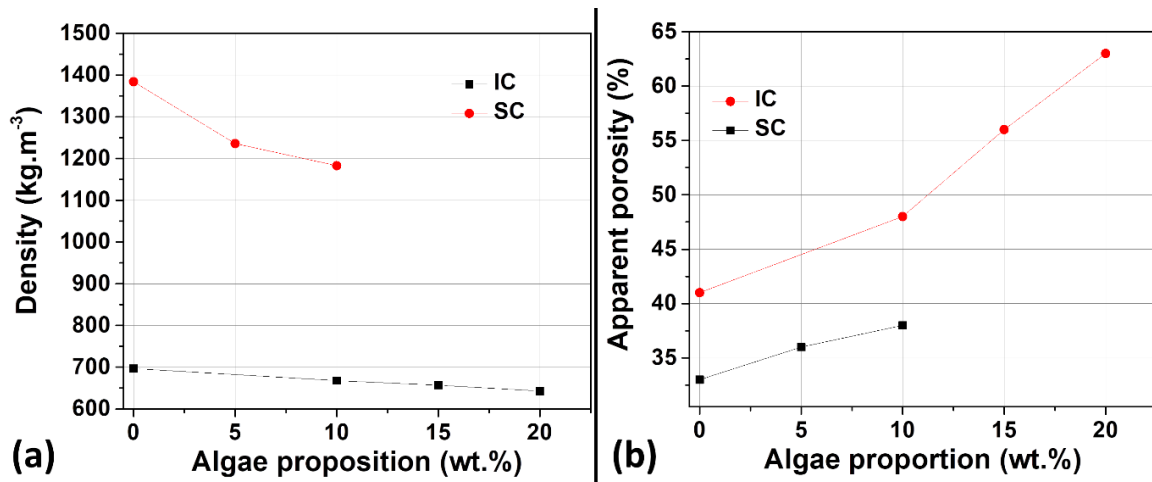 1500
1400
1300
1200
1100
1000
900
800
700
600
Density (kg.m-3)
IC
SC
0 5 10 15 20
(a) Algae proposition (wt.%)
65
60
55
50
45
40
35
Apparent porosity (%)
IC
SC
0 5 10 15 20
(b) Algae proportion (wt.%)